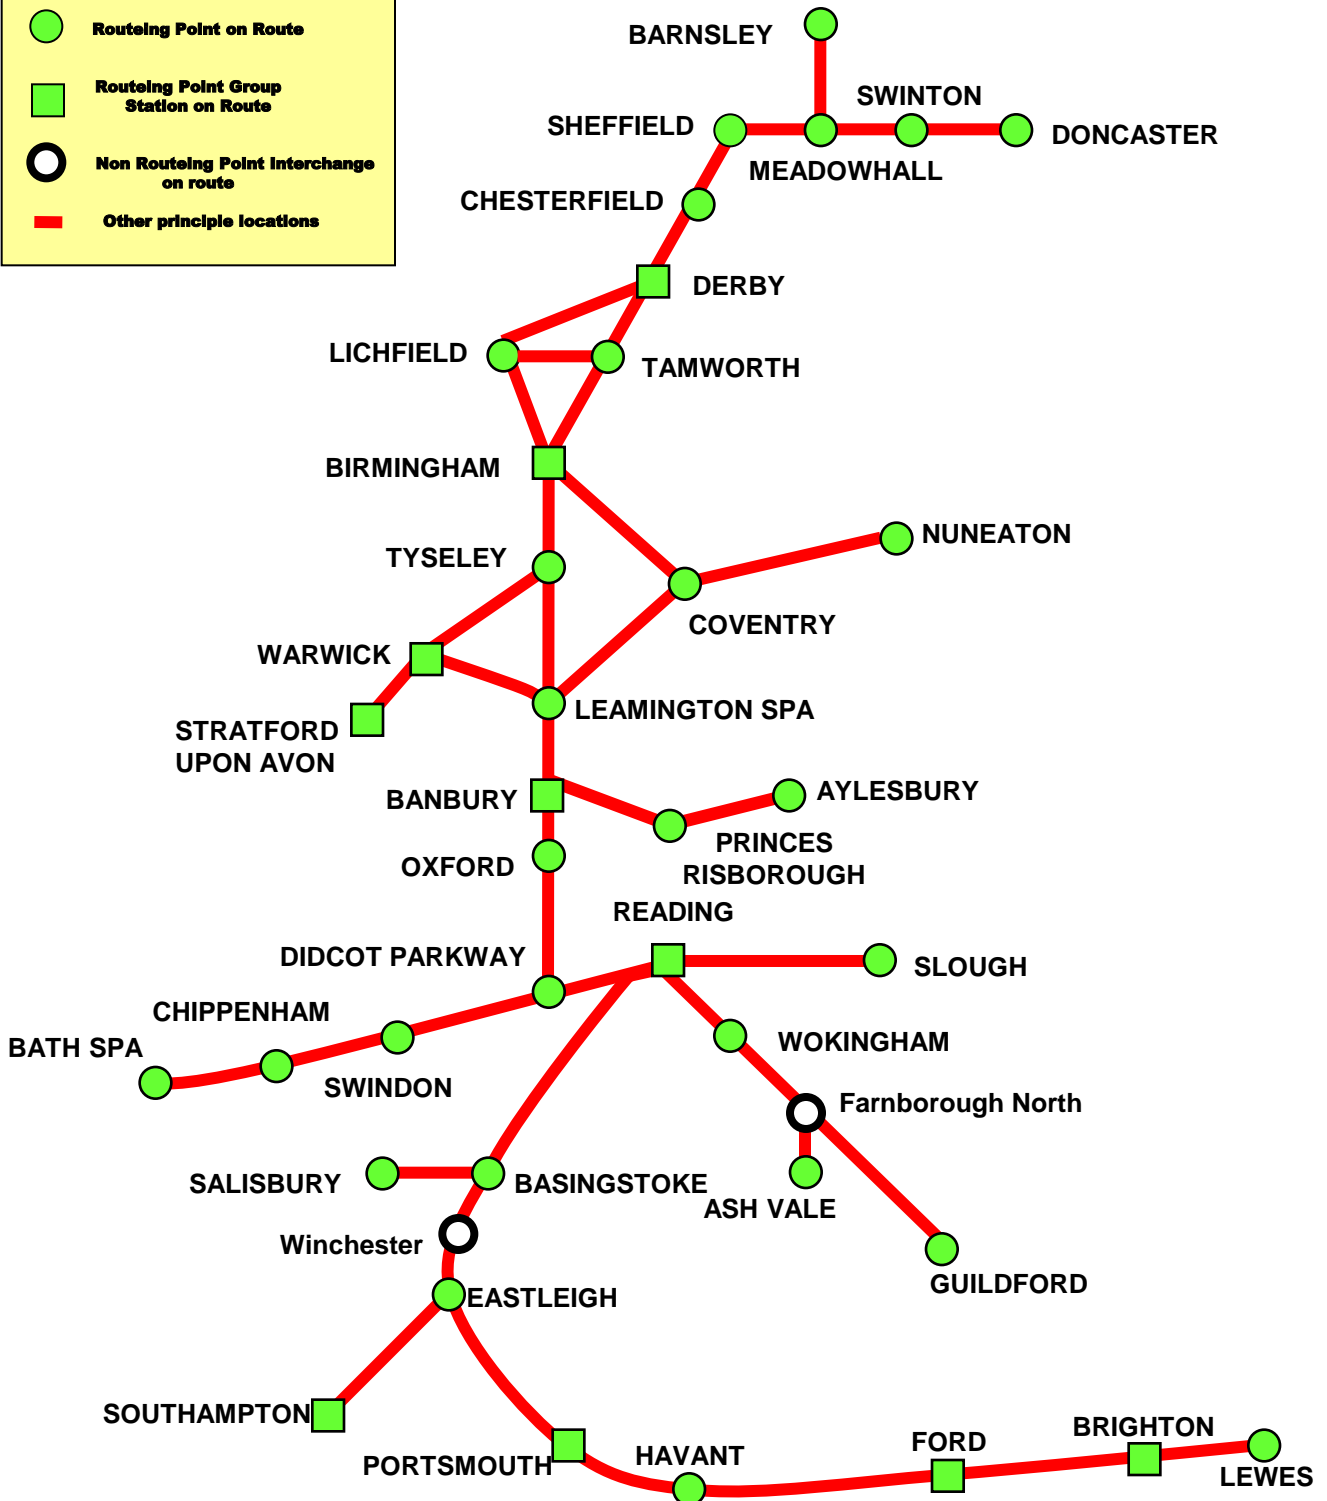 Routeing Point on Route
Routeing Point Group
Station on Route
Non Routeing Point Interchange
on route
Other principle locations
BARNSLEY
SWINTON
SHEFFIELD
DONCASTER
MEADOWHALL
CHESTERFIELD
DERBY
LICHFIELD
TAMWORTH
BIRMINGHAM
NUNEATON
TYSELEY
COVENTRY
WARWICK
LEAMINGTON SPA
STRATFORD
UPON AVON
BANBURY
AYLESBURY
PRINCES
RISBOROUGH
OXFORD
READING
DIDCOT PARKWAY
SLOUGH
CHIPPENHAM
WOKINGHAM
BATH SPA
SWINDON
Farnborough North
SALISBURY
BASINGSTOKE
ASH VALE
Winchester
GUILDFORD
EASTLEIGH
SOUTHAMPTON
PORTSMOUTH
HAVANT
FORD
BRIGHTON
LEWES